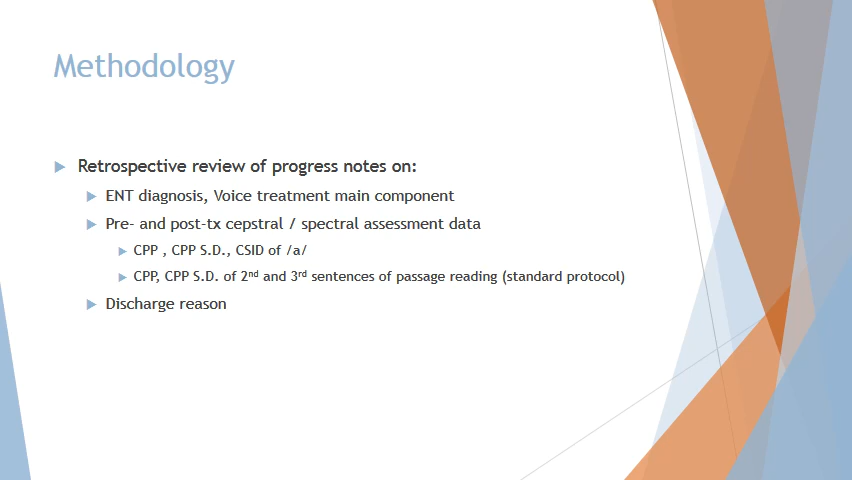 Methodology
Retrospective review of progress notes on:
ENT diagnosis, Voice treatment main component
Pre- and post-tx cepstral / spectral assessment data
CPP , CPP S.D., CSID of /a/
CPP, CPP S.D. of 2nd and 3rd sentences of passage reading (standard protocol)
Discharge reason